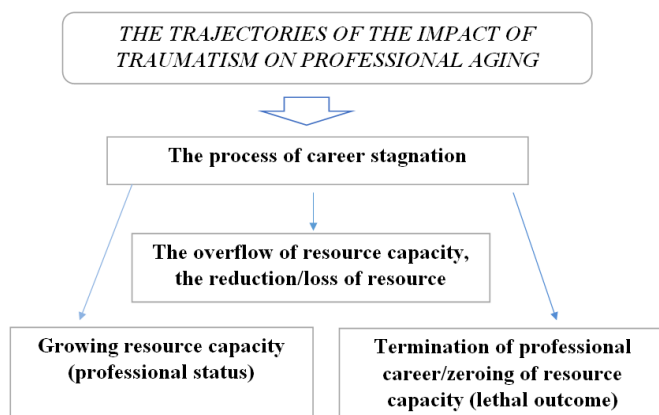 THE TRAJECTORIES OF THE IMPACT OF
TRAUMATISM ON PROFESSIONAL AGING
The process of career stagnation
The overflow of resource capacity,
the reduction/loss of resource
Growing resource capacity
(professional status)
Termination of professional
career/zeroing of resource
capacity (lethal outcome)